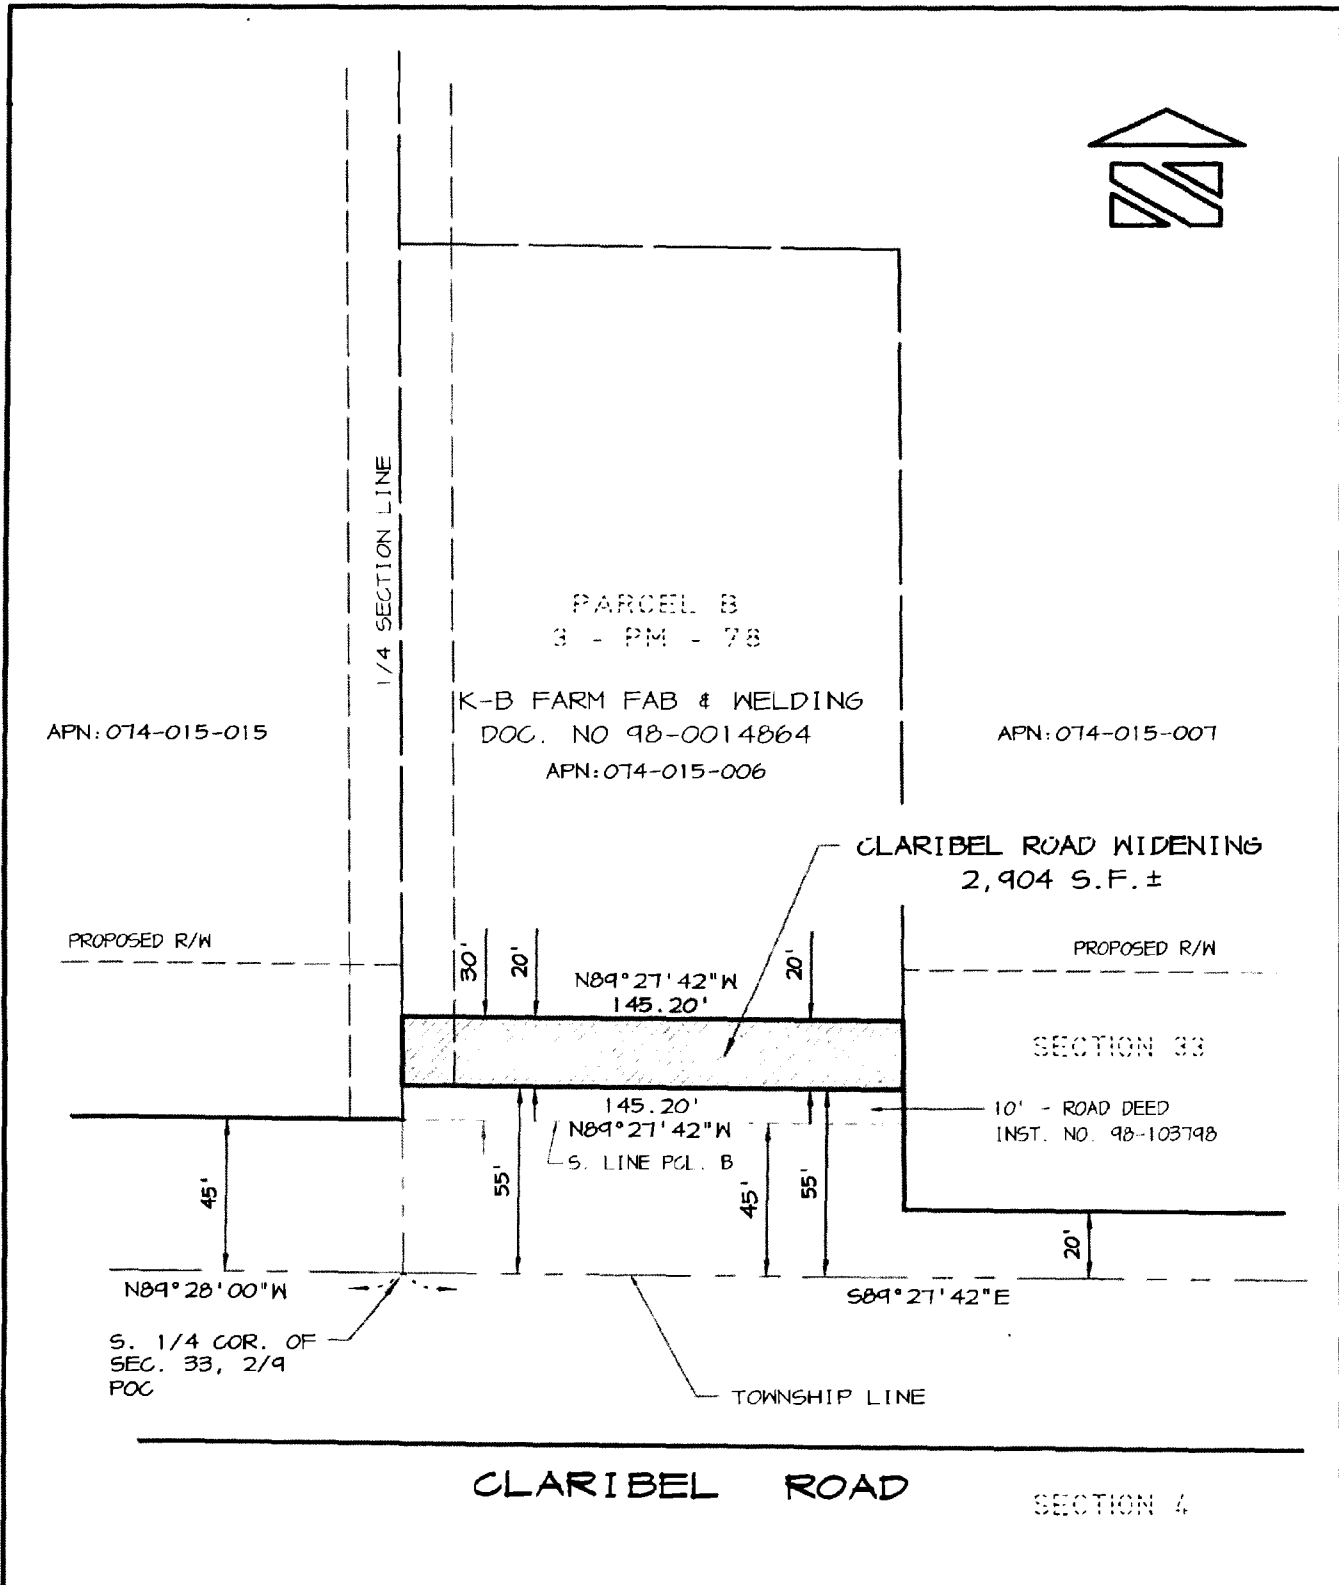 1/4 SECTION LINE
PARCEL B
3 - PM - 78
K-B FARM FAB & WELDING
DOC. NO 98-0014864
APN:074-015-006
APN:074-015-015
APN:074-015-007
CLARIBEL ROAD WIDENING
2,904 S.F.±
PROPOSED R/W
PROPOSED R/W
30'
20'
20'
N89°27'42"W
145.20'
SECTION 33
145.20'
N89°27'42"W
S. LINE PCL. B
10' - ROAD DEED
INST. NO. 98-103798
45'
55'
45'
55'
20'
N89°28'00"W
S89°27'42"E
S. 1/4 COR. OF
SEC. 33, 2/9
POC
TOWNSHIP LINE
CLARIBEL ROAD
SECTION 4